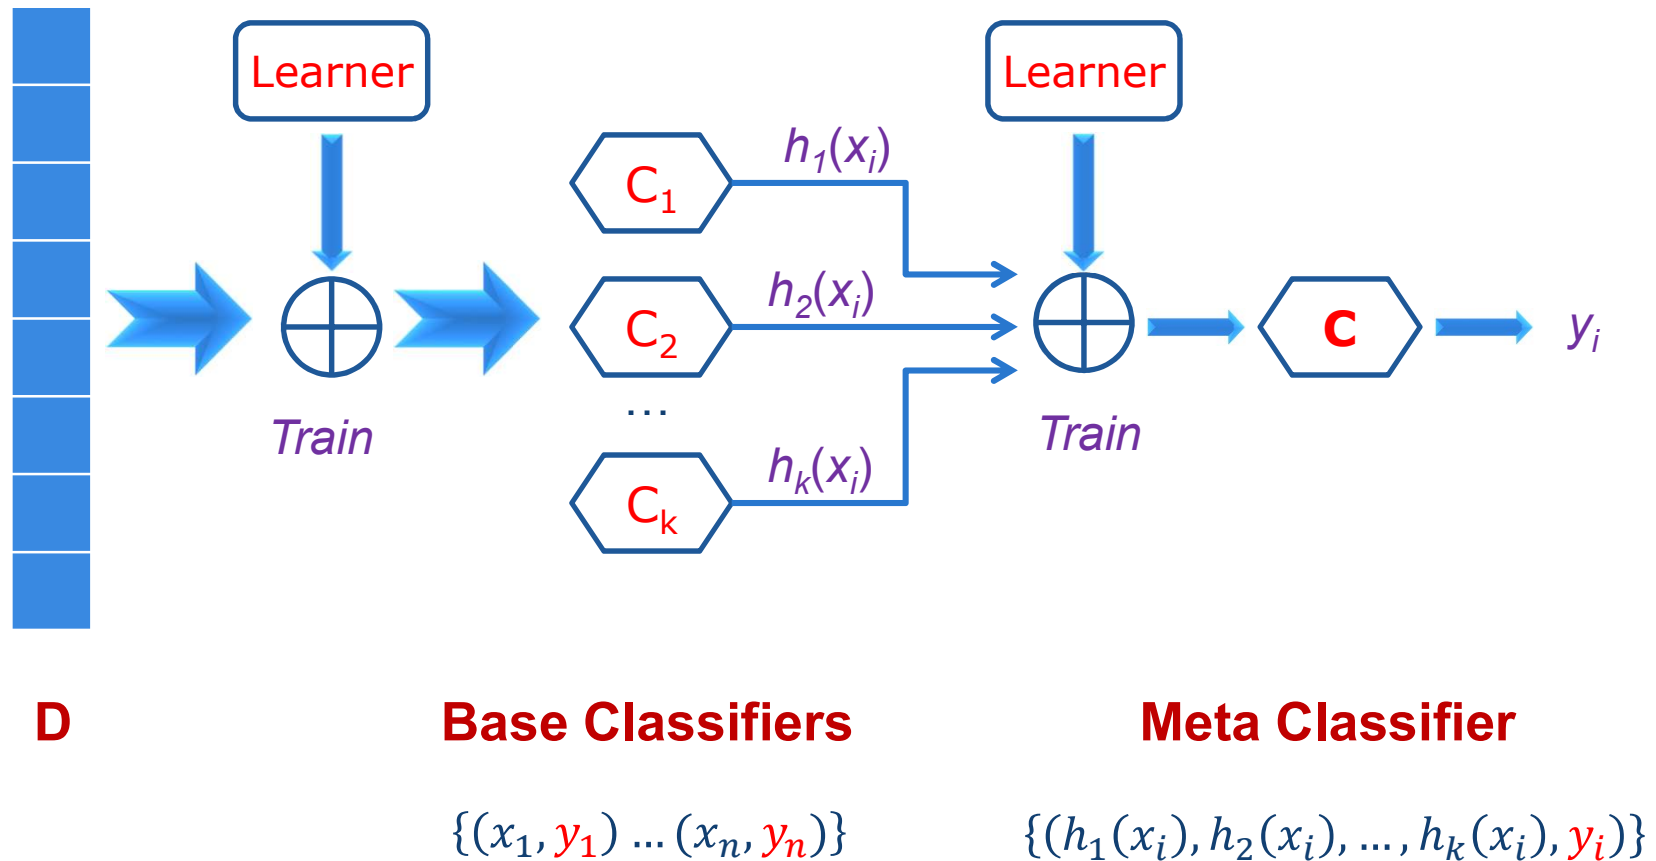 Learner
Learner
C₁
h₁(xᵢ)
C₂
h₂(xᵢ)
...
Cₖ
hₖ(xᵢ)
C
yᵢ
Train
Train
D
Base Classifiers
Meta Classifier
{(x₁, y₁) … (xₙ, yₙ)}
{(h₁(xᵢ), h₂(xᵢ), … , hₖ(xᵢ), yᵢ)}